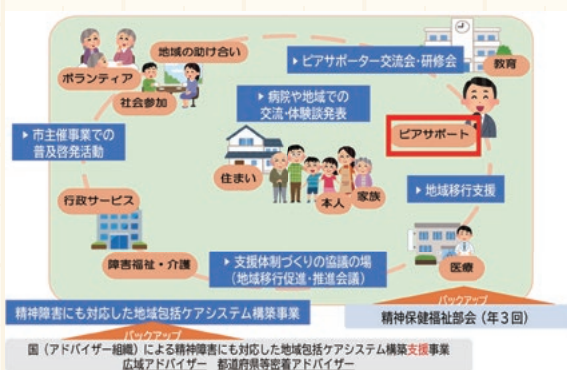 地域の助け合い
▶ ピアサポーター交流会・研修会
教育
ボランティア
社会参加
▶ 病院や地域での
交流・体験談発表
▶ 市主催事業での
普及啓発活動
ピアサポート
住まい
本人
家族
▶ 地域移行支援
行政サービス
障害福祉・介護
▶ 支援体制づくりの協議の場
(地域移行促進・推進会議)
医療
精神障害にも対応した地域包括ケアシステム構築事業
バックアップ
精神保健福祉部会(年3回)
バックアップ
国(アドバイザー組織)による精神障害にも対応した地域包括ケアシステム構築支援事業
広域アドバイザー 都道府県等密着アドバイザー